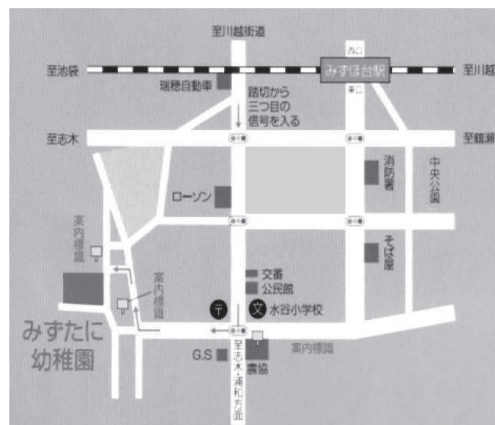 至川越街道
みずほ台駅
至池袋
至川越
瑞穂自動車
踏切から
三つ目の
信号を入る
至志木
至鶴瀬
消防署
中央公園
ローソン
案内標識
そば屋
案内標識
交番
公民館
〒
文
水谷小学校
みずたに
幼稚園
G.S
至志木・浦和方面
農協
案内標識